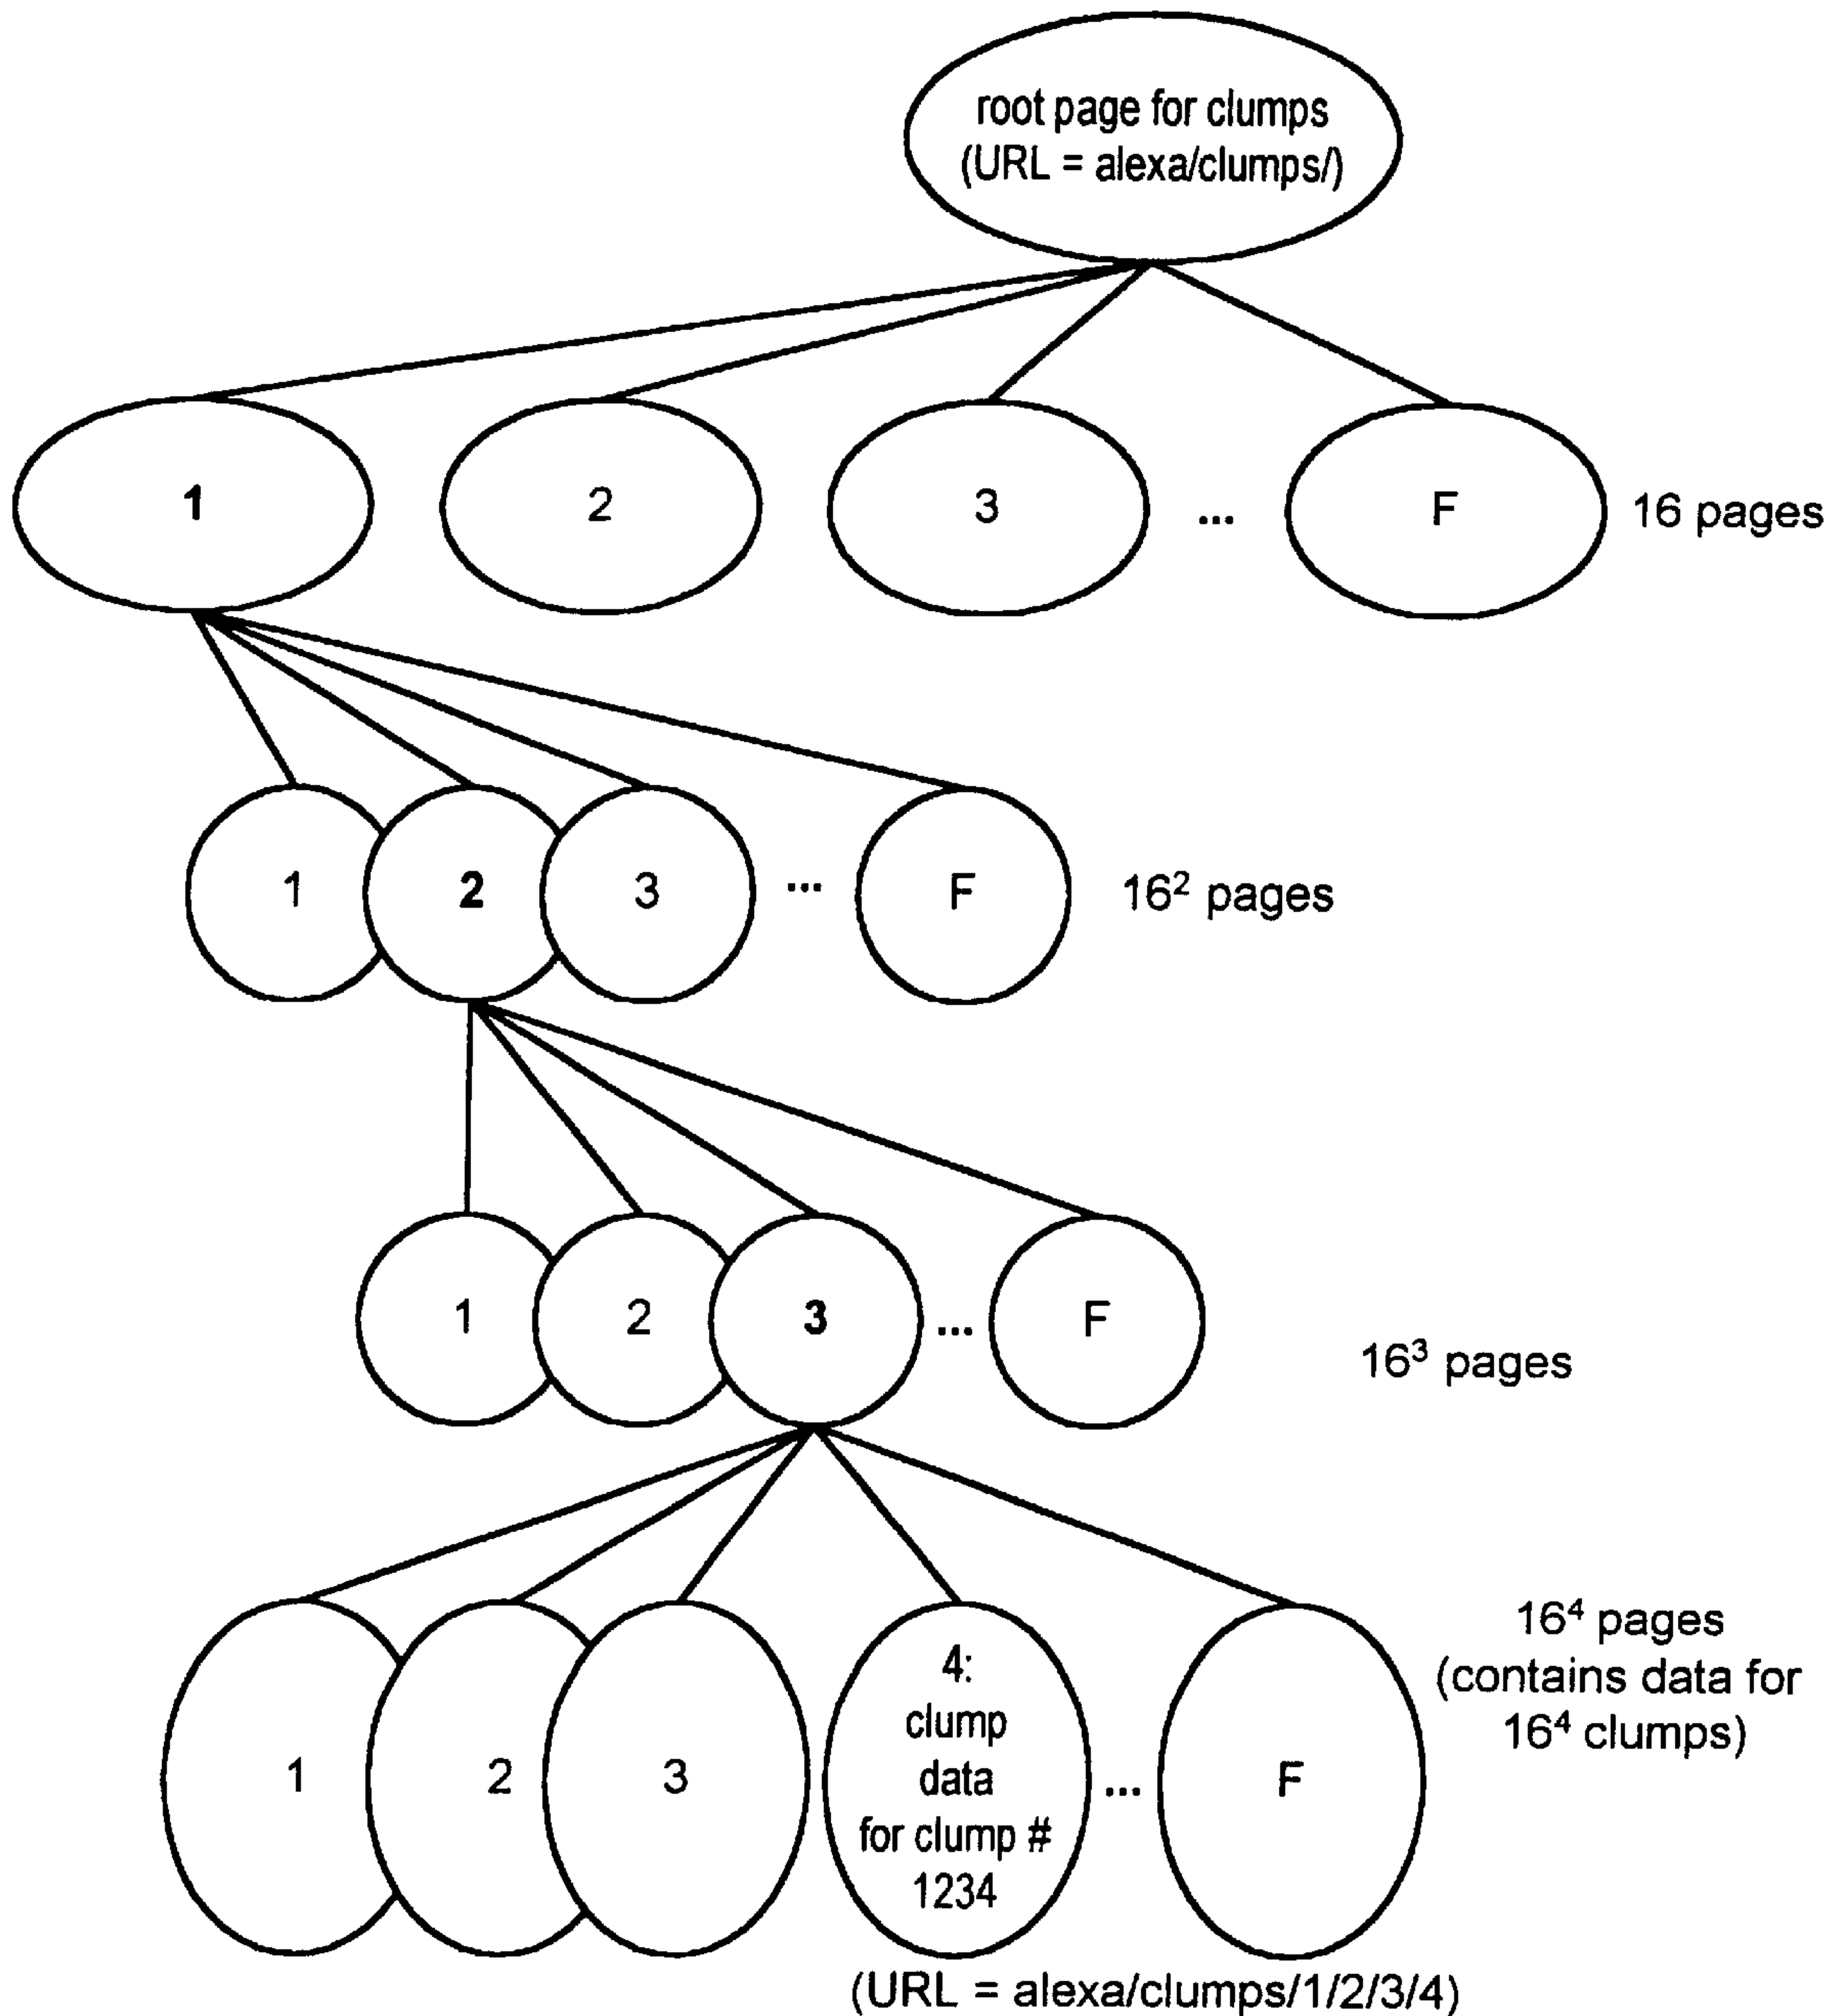 root page for clumps
(URL = alexa/clumps/)
1
2
3
...
F
16 pages
1
2
3
...
F
16² pages
1
2
3
...
F
16³ pages
1
2
3
4:
clump
data
for clump #
1234
...
F
16⁴ pages
(contains data for
16⁴ clumps)
(URL = alexa/clumps/1/2/3/4)